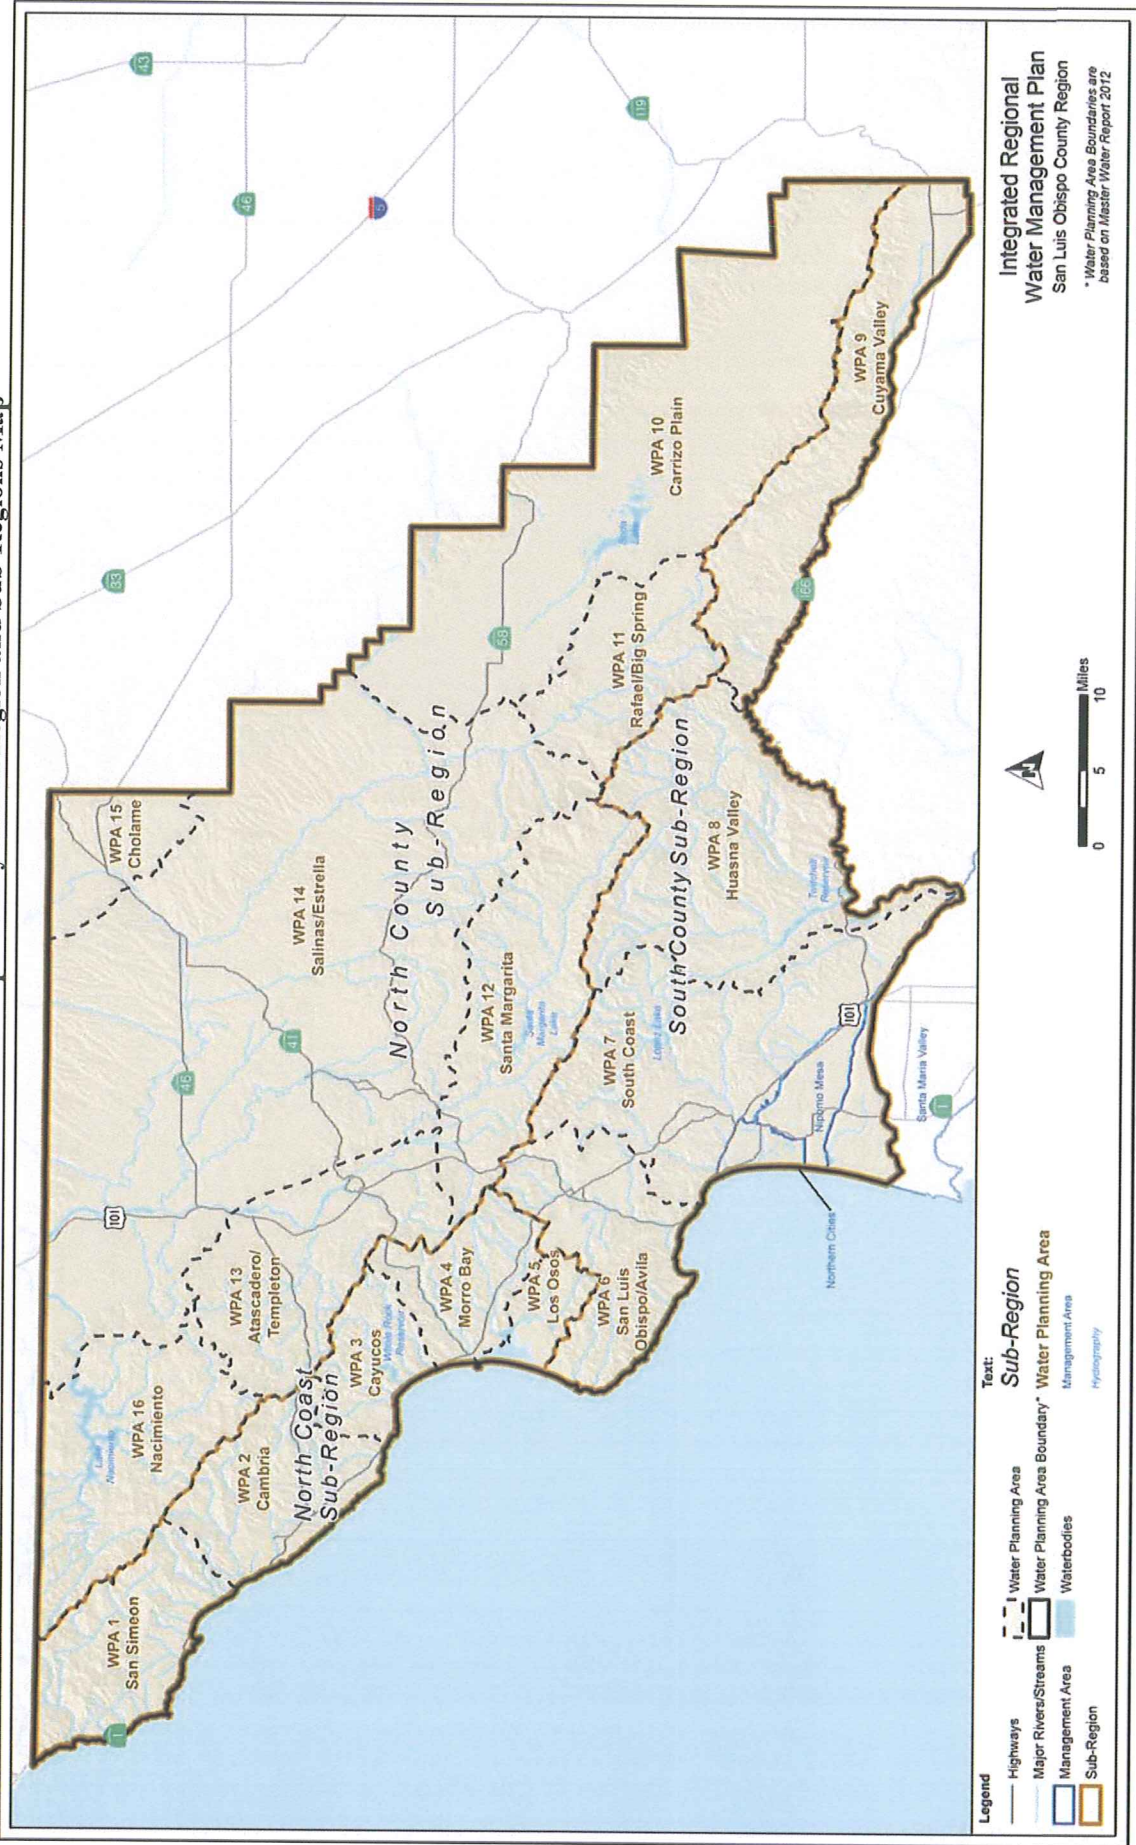 43
46
5
119
33
58
166
WPA 15
Cholame
WPA 14
Salinas/Estrella
North County
Sub-Region
WPA 10
Carrizo Plain
WPA 9
Cuyama Valley
WPA 11
Rafael/Big Spring
WPA 12
Santa Margarita
Santa
Margarita
Lake
South County Sub-Region
WPA 8
Huasna Valley
Twitchell
Reservoir
WPA 7
South Coast
Lopez Lake
101
41
46
101
WPA 13
Atascadero/
Templeton
WPA 16
Nacimiento
Lake
Nacimiento
WPA 1
San Simeon
1
WPA 2
Cambria
North Coast
Sub-Region
WPA 3
Cayucos
Whale Rock
Reservoir
WPA 4
Morro Bay
WPA 5
Los Osos
WPA 6
San Luis
Obispo/Avila
Northern Cities
Nipomo Mesa
Santa Maria Valley
1
Legend
Highways
Major Rivers/Streams
Management Area
Sub-Region
Water Planning Area
Water Planning Area Boundary*
Waterbodies
Text:
Sub-Region
Water Planning Area
Management Area
Hydrography
N
0 5 10
Miles
Integrated Regional
Water Management Plan
San Luis Obispo County Region
* Water Planning Area Boundaries are
based on Master Water Report 2012